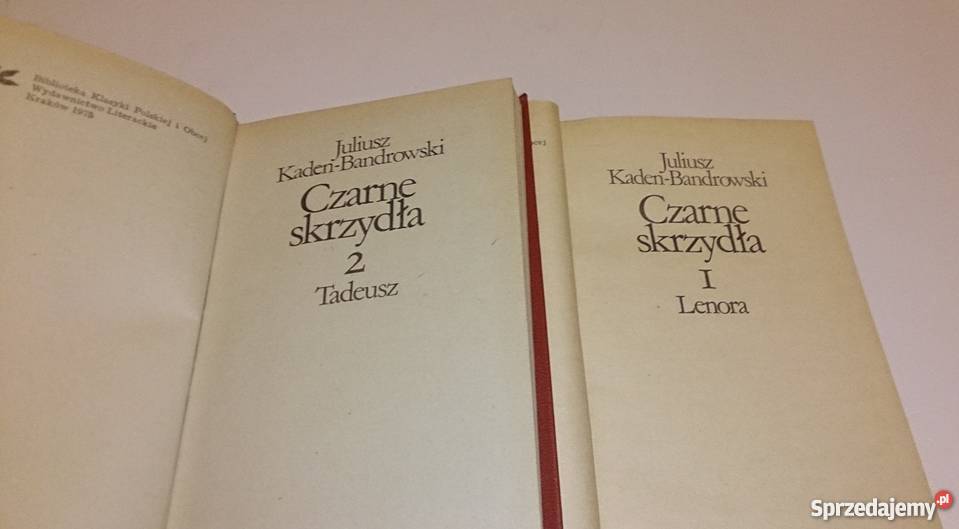 Biblioteka Klasyki Polskiej i Obcej
Wydawnictwo Literackie
Kraków 1975
Juliusz
Kaden-Bandrowski
Czarne
skrzydła
2
Tadeusz
Juliusz
Kaden-Bandrowski
Czarne
skrzydła
I
Lenora
Sprzedajemy.pl